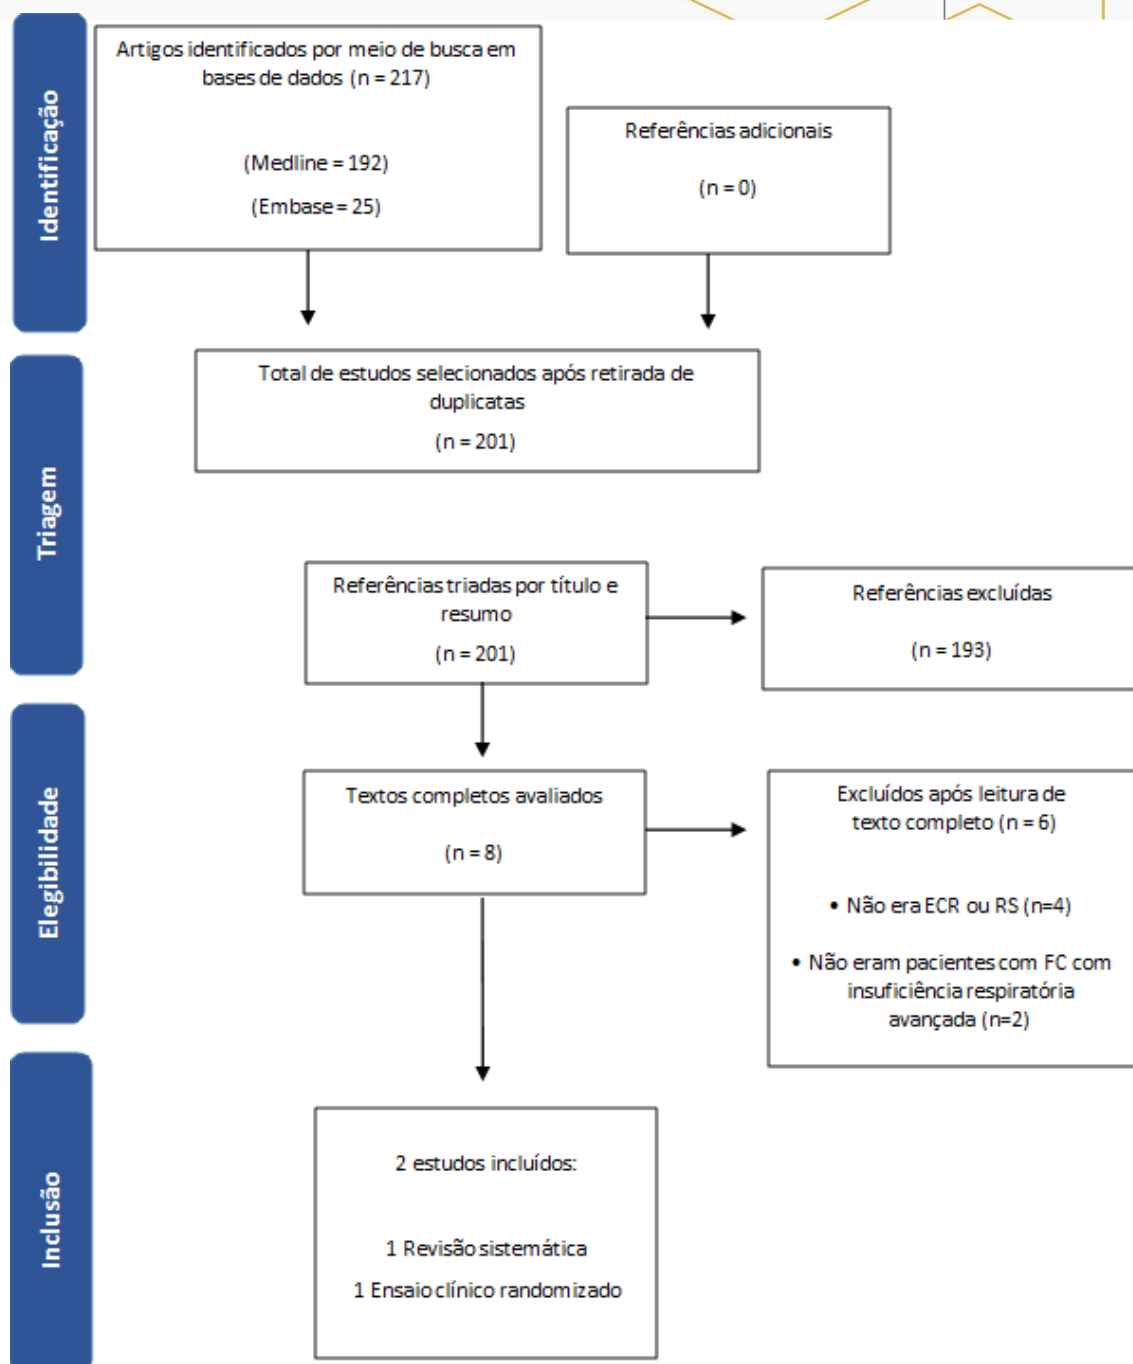 Identificação
Artigos identificados por meio de busca em
bases de dados (n = 217)
(Medline = 192)
(Embase = 25)
Referências adicionais
(n = 0)
Triagem
Total de estudos selecionados após retirada de
duplicatas
(n = 201)
Referências triadas por título e
resumo
(n = 201)
Referências excluídas
(n = 193)
Elegibilidade
Textos completos avaliados
(n = 8)
Excluídos após leitura de
texto completo (n = 6)
• Não era ECR ou RS (n=4)
• Não eram pacientes com FC com
insuficiência respiratória
avançada (n=2)
Inclusão
2 estudos incluídos:
1 Revisão sistemática
1 Ensaio clínico randomizado